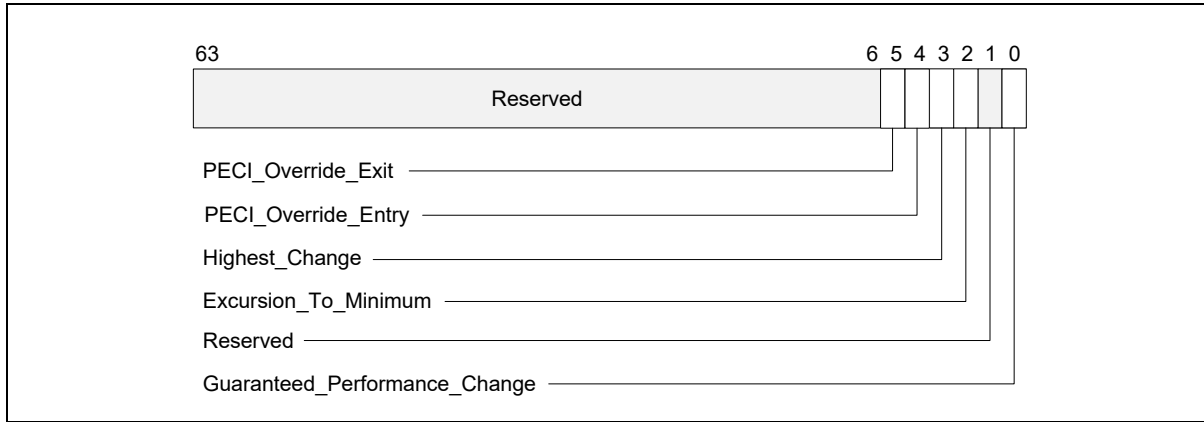 63 6 5 4 3 2 1 0
Reserved
PECI_Override_Exit
PECI_Override_Entry
Highest_Change
Excursion_To_Minimum
Reserved
Guaranteed_Performance_Change